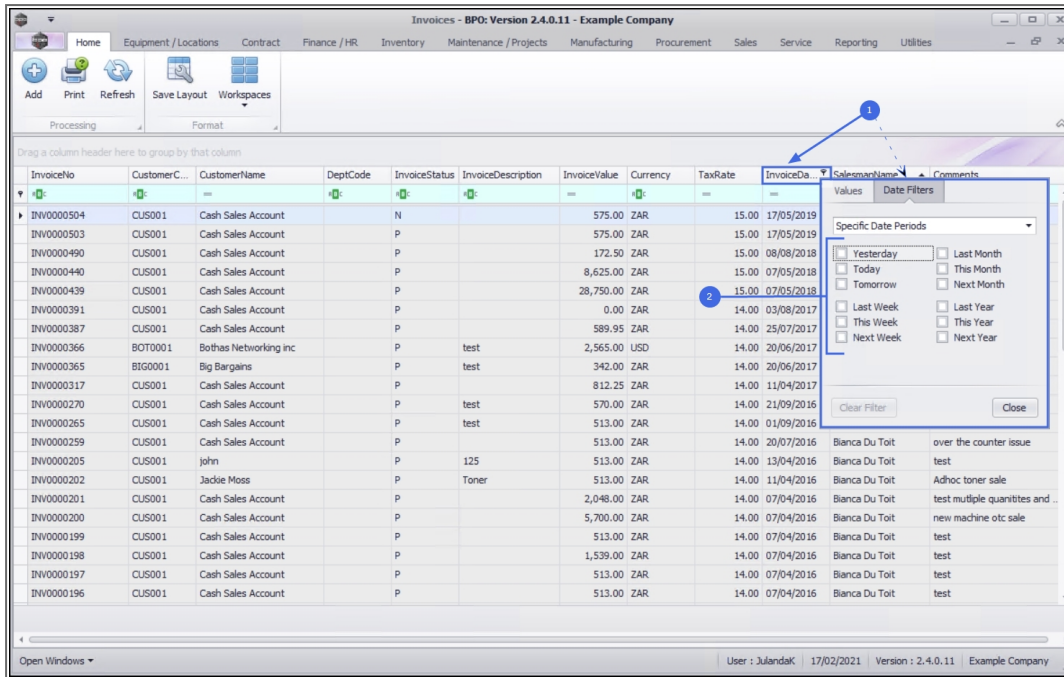 Invoices - BPO: Version 2.4.0.11 - Example Company
Home Equipment / Locations Contract Finance / HR Inventory Maintenance / Projects Manufacturing Procurement Sales Service Reporting Utilities
Add Print Refresh Save Layout Workspaces
Processing Format
1
Drag a column header here to group by that column
InvoiceNo CustomerC... CustomerName DeptCode InvoiceStatus InvoiceDescription InvoiceValue Currency TaxRate InvoiceDa... SalesmanName Comments
Values Date Filters
Specific Date Periods
Yesterday Last Month
Today This Month
Tomorrow Next Month
2
Last Week Last Year
This Week This Year
Next Week Next Year
Clear Filter Close
INV0000504 CUS001 Cash Sales Account N 575.00 ZAR 15.00 17/05/2019
INV0000503 CUS001 Cash Sales Account P 575.00 ZAR 15.00 17/05/2019
INV0000490 CUS001 Cash Sales Account P 172.50 ZAR 15.00 08/08/2018
INV0000440 CUS001 Cash Sales Account P 8,625.00 ZAR 15.00 07/05/2018
INV0000439 CUS001 Cash Sales Account P 28,750.00 ZAR 15.00 07/05/2018
INV0000391 CUS001 Cash Sales Account P 0.00 ZAR 14.00 03/08/2017
INV0000387 CUS001 Cash Sales Account P 589.95 ZAR 14.00 25/07/2017
INV0000366 BOT0001 Bothas Networking inc P test 2,565.00 USD 14.00 20/06/2017
INV0000365 BIG0001 Big Bargains P test 342.00 ZAR 14.00 20/06/2017
INV0000317 CUS001 Cash Sales Account P 812.25 ZAR 14.00 11/04/2017
INV0000270 CUS001 Cash Sales Account P test 570.00 ZAR 14.00 21/09/2016
INV0000265 CUS001 Cash Sales Account P test 513.00 ZAR 14.00 01/09/2016
INV0000259 CUS001 Cash Sales Account P 513.00 ZAR 14.00 20/07/2016 Bianca Du Toit over the counter issue
INV0000205 CUS001 john P 125 513.00 ZAR 14.00 13/04/2016 Bianca Du Toit test
INV0000202 CUS001 Jackie Moss P Toner 513.00 ZAR 14.00 11/04/2016 Bianca Du Toit Adhoc toner sale
INV0000201 CUS001 Cash Sales Account P 2,048.00 ZAR 14.00 07/04/2016 Bianca Du Toit test mutliple quanitites and ...
INV0000200 CUS001 Cash Sales Account P 5,700.00 ZAR 14.00 07/04/2016 Bianca Du Toit new machine otc sale
INV0000199 CUS001 Cash Sales Account P 513.00 ZAR 14.00 07/04/2016 Bianca Du Toit test
INV0000198 CUS001 Cash Sales Account P 1,539.00 ZAR 14.00 07/04/2016 Bianca Du Toit test
INV0000197 CUS001 Cash Sales Account P 513.00 ZAR 14.00 07/04/2016 Bianca Du Toit test
INV0000196 CUS001 Cash Sales Account P 513.00 ZAR 14.00 07/04/2016 Bianca Du Toit test
Open Windows User : JulandaK 17/02/2021 Version : 2.4.0.11 Example Company